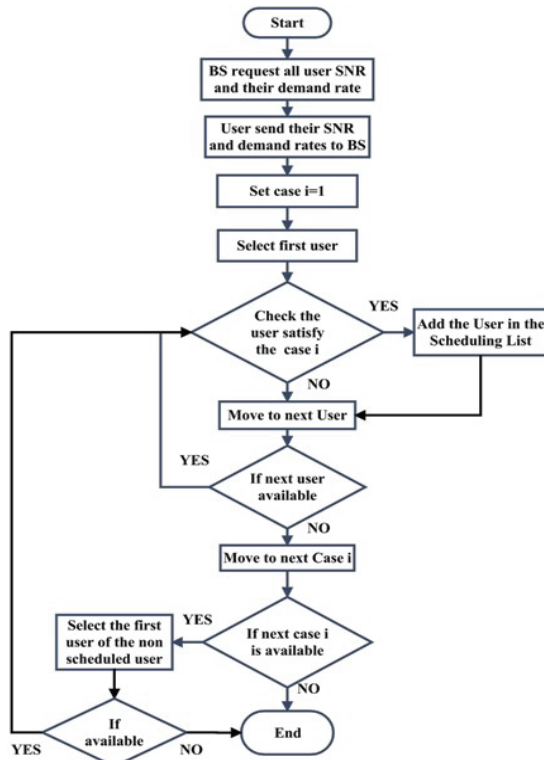 Start
BS request all user SNR
and their demand rate
User send their SNR
and demand rates to BS
Set case i=1
Select first user
Check the
user satisfy
the case i
YES
Add the User in the
Scheduling List
NO
Move to next User
YES
If next user
available
NO
Move to next Case i
YES
Select the first
user of the non
scheduled user
If next case i
is available
NO
If
available
YES
NO
End